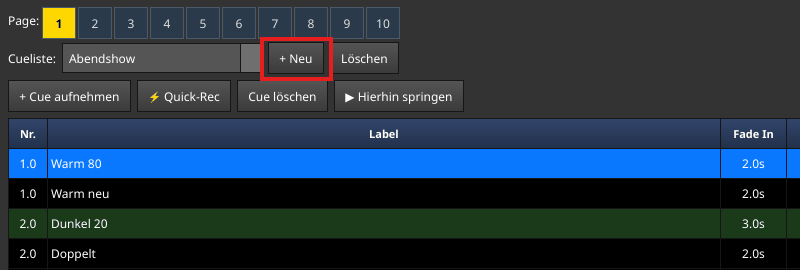 Page: 1 2 3 4 5 6 7 8 9 10
Cueliste: Abendshow + Neu Löschen
+ Cue aufnehmen ⚡ Quick-Rec Cue löschen ▶ Hierhin springen
Nr. Label Fade In
1.0 Warm 80 2.0s
1.0 Warm neu 2.0s
2.0 Dunkel 20 3.0s
2.0 Doppelt 2.0s